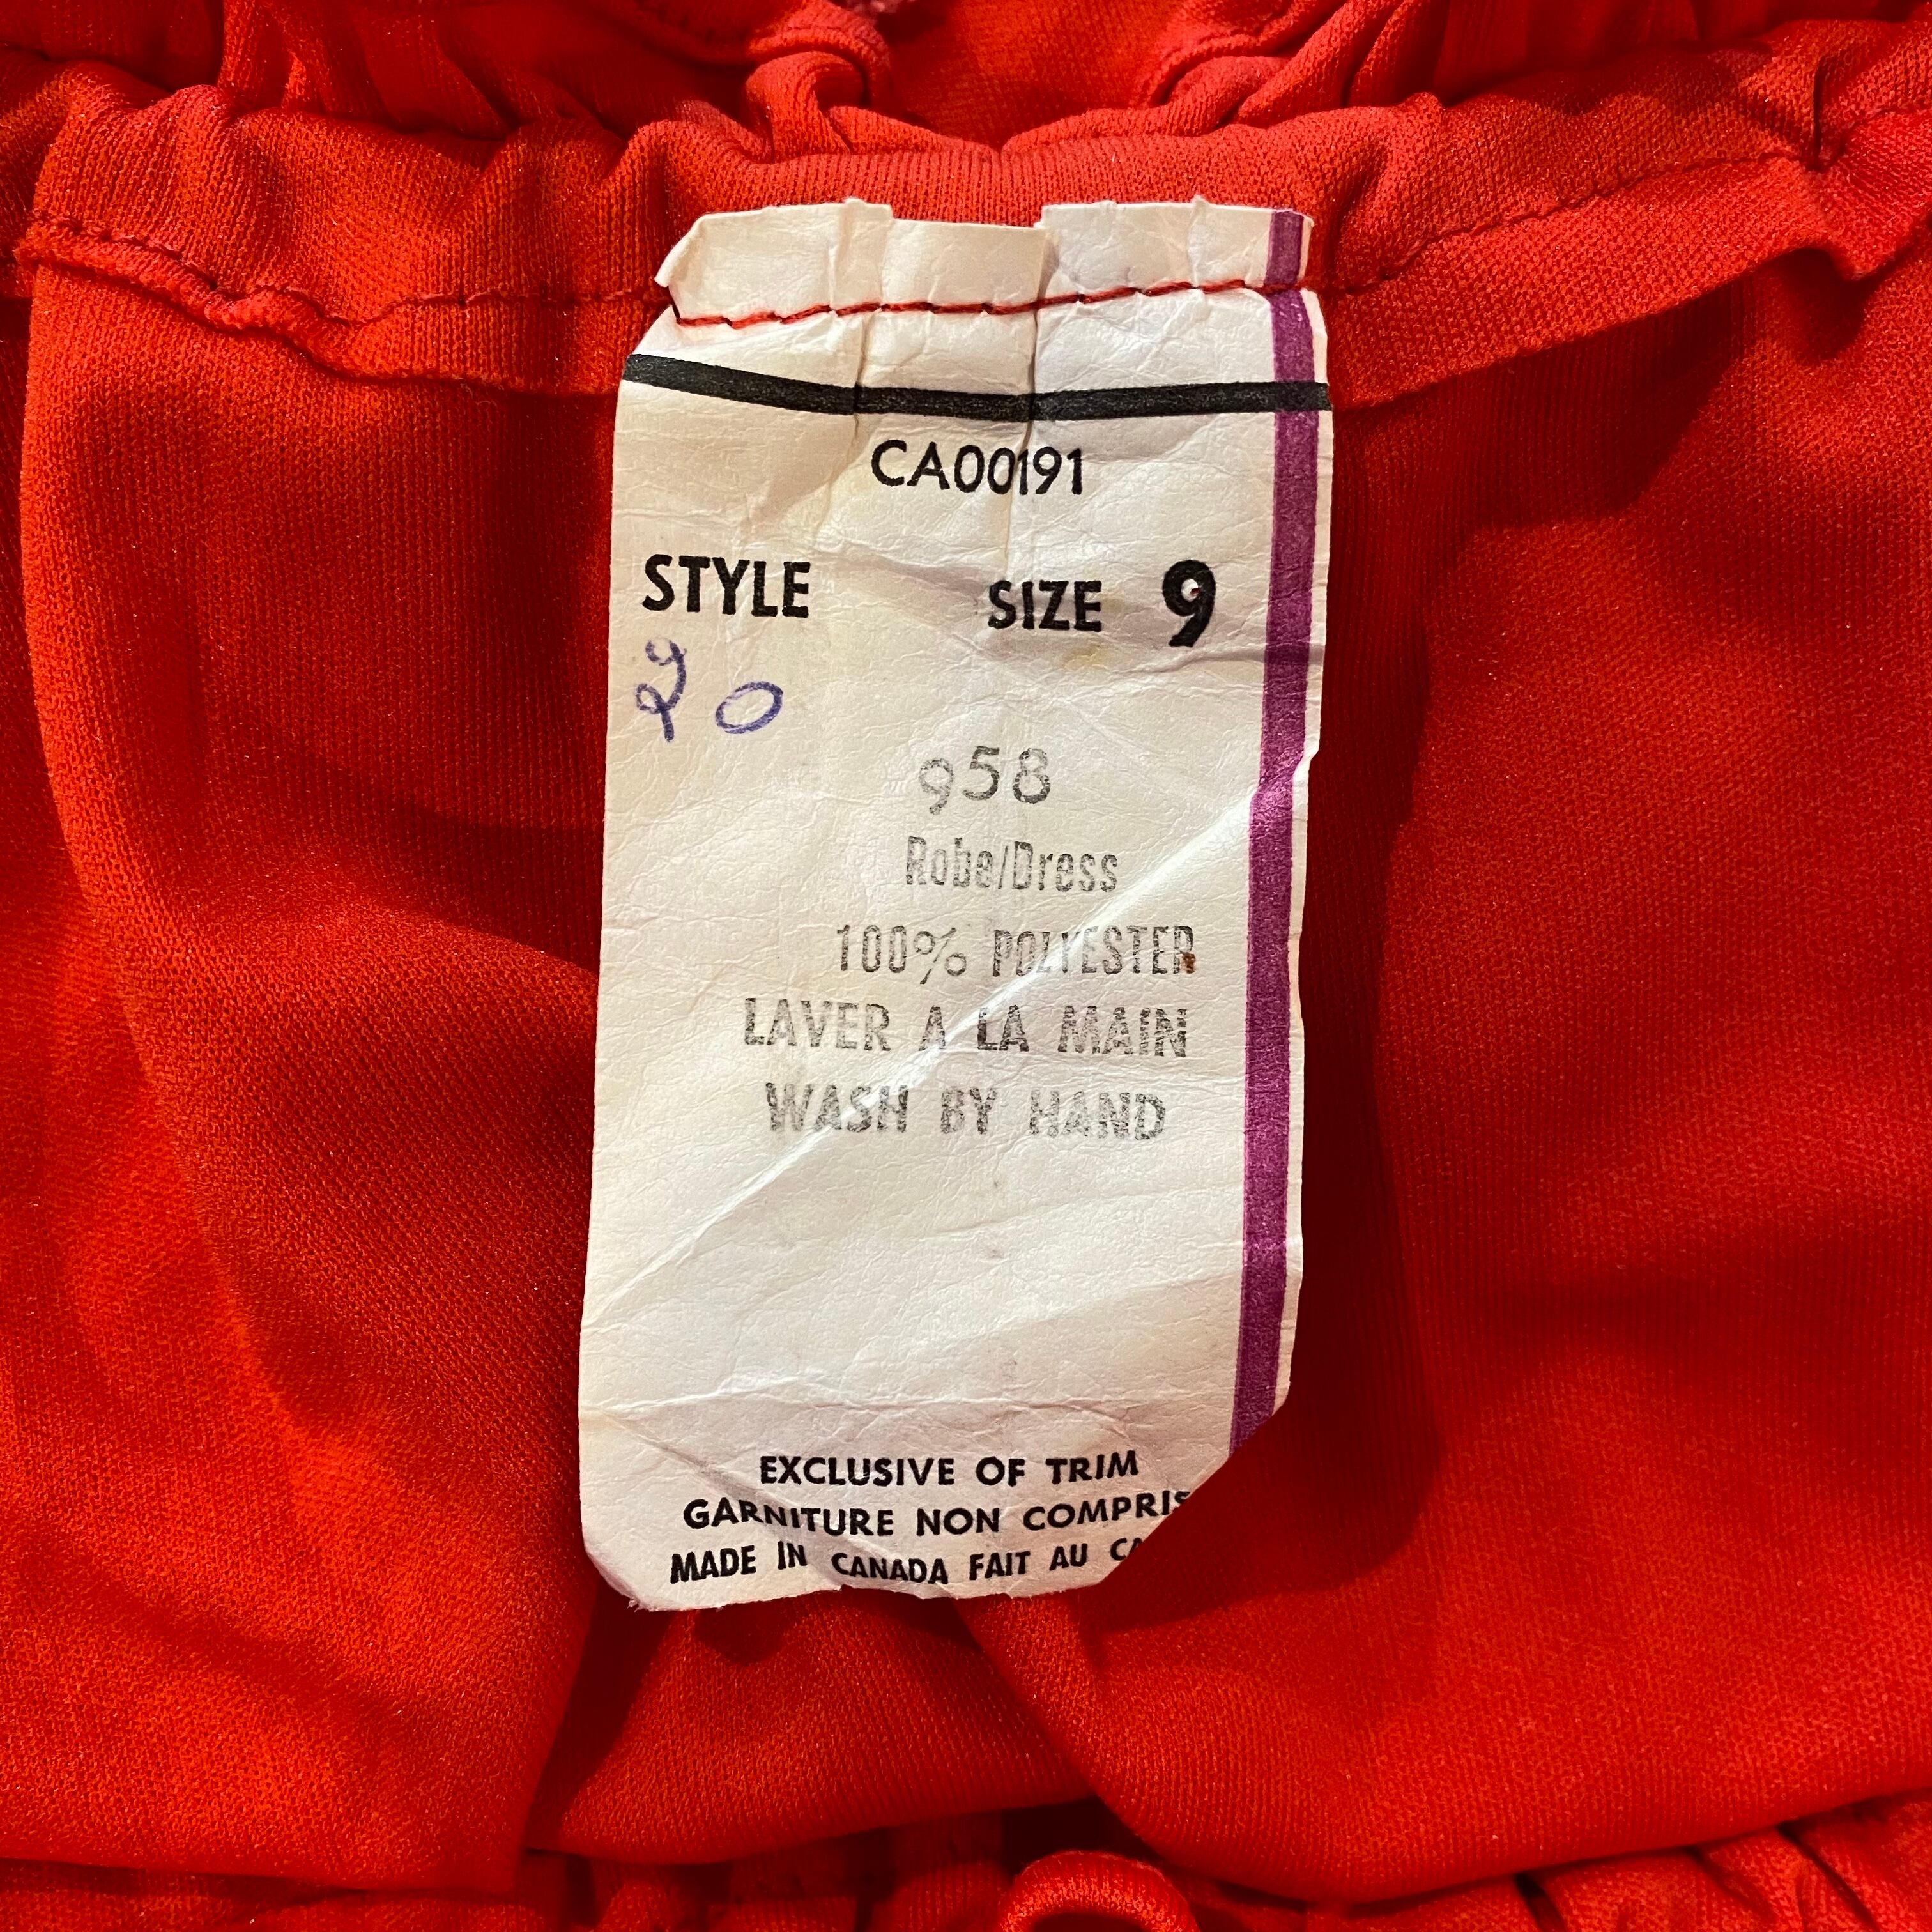 CA00191
STYLE SIZE 9
958
Robe/Dress
100% POLYESTER
LAVER A LA MAIN
WASH BY HAND
EXCLUSIVE OF TRIM
GARNITURE NON COMPRIS
MADE IN CANADA FAIT AU CA